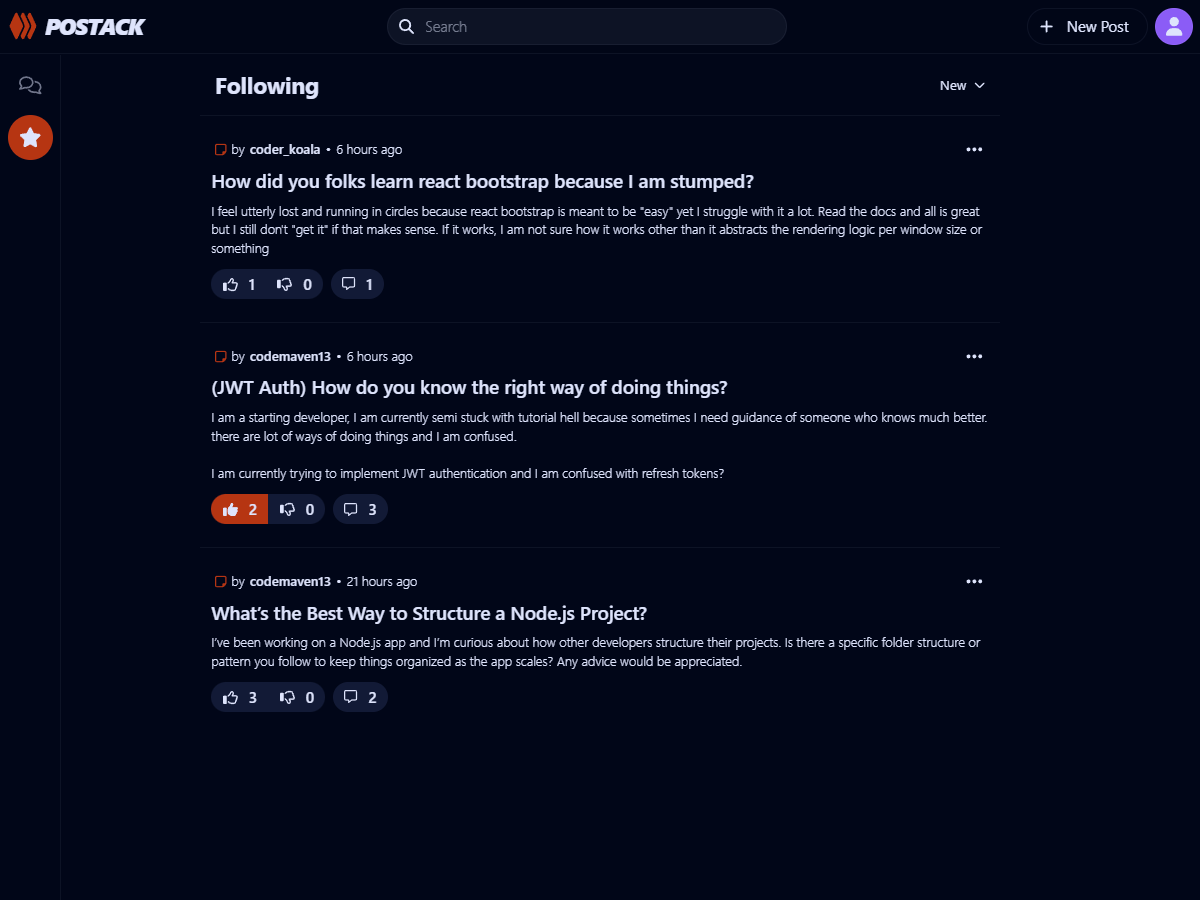 POSTACK
Search
New Post
Following
New
by coder_koala • 6 hours ago
How did you folks learn react bootstrap because I am stumped?
I feel utterly lost and running in circles because react bootstrap is meant to be "easy" yet I struggle with it a lot. Read the docs and all is great
but I still don't "get it" if that makes sense. If it works, I am not sure how it works other than it abstracts the rendering logic per window size or
something
1 0 1
by codemaven13 • 6 hours ago
(JWT Auth) How do you know the right way of doing things?
I am a starting developer, I am currently semi stuck with tutorial hell because sometimes I need guidance of someone who knows much better.
there are lot of ways of doing things and I am confused.
I am currently trying to implement JWT authentication and I am confused with refresh tokens?
2 0 3
by codemaven13 • 21 hours ago
What’s the Best Way to Structure a Node.js Project?
I’ve been working on a Node.js app and I’m curious about how other developers structure their projects. Is there a specific folder structure or
pattern you follow to keep things organized as the app scales? Any advice would be appreciated.
3 0 2